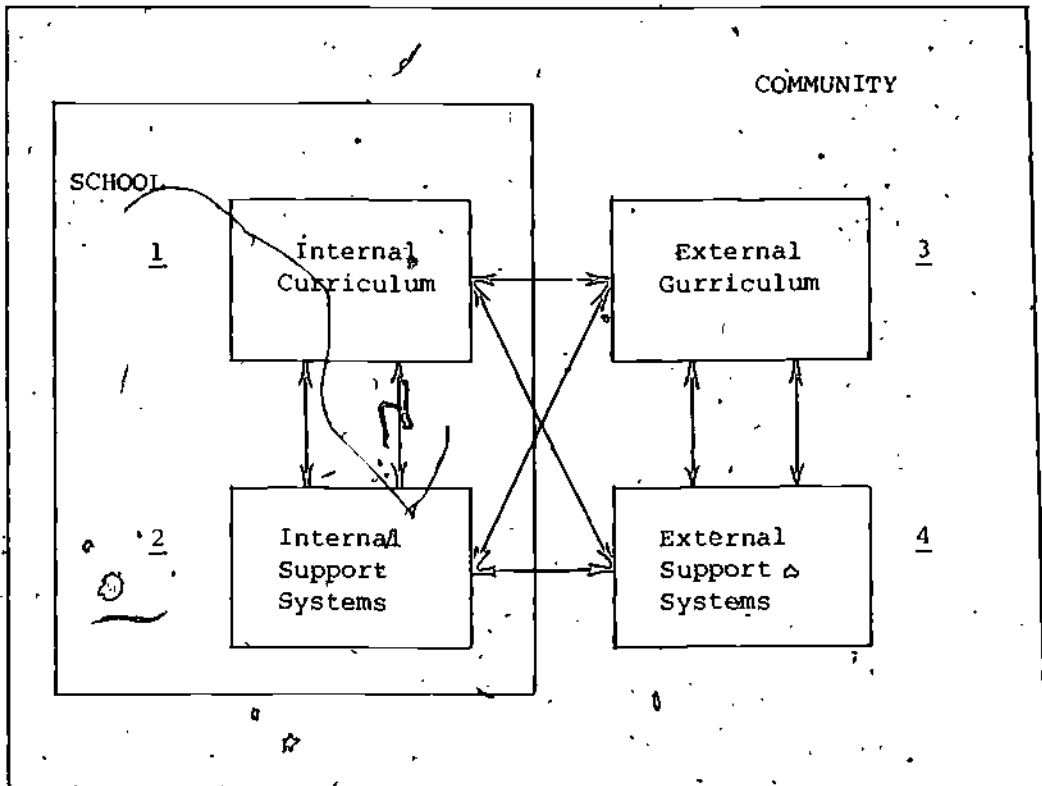 COMMUNITY
SCHOOL
1
Internal
Curriculum
External
Gurriculum
3
2
Internal
Support
Systems
External
Support
Systems
4